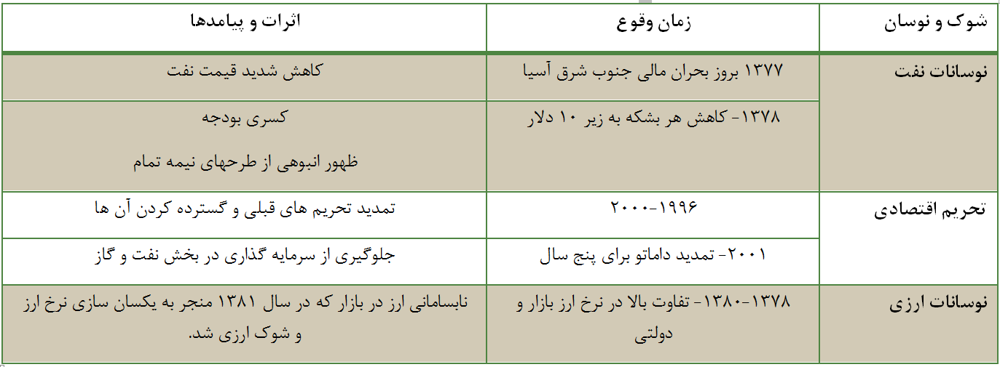 شوک و نوسان
زمان وقوع
اثرات و پیامدها
نوسانات نفت
۱۳۷۷ بروز بحران مالی جنوب شرق آسیا
کاهش شدید قیمت نفت
۱۳۷۸- کاهش هر بشکه به زیر ۱۰ دلار
کسری بودجه
ظهور انبوهی از طرحهای نیمه تمام
تحریم اقتصادی
۱۹۹۶-۲۰۰۰
تمدید تحریم های قبلی و گسترده کردن آن ها
۲۰۰۱- تمدید داماتو برای پنج سال
جلوگیری از سرمایه گذاری در بخش نفت و گاز
نوسانات ارزی
۱۳۷۸-۱۳۸۰- تفاوت بالا در نرخ ارز بازار و
دولتی
نابسامانی ارز در بازار که در سال ۱۳۸۱ منجر به یکسان سازی نرخ ارز
و شوک ارزی شد.